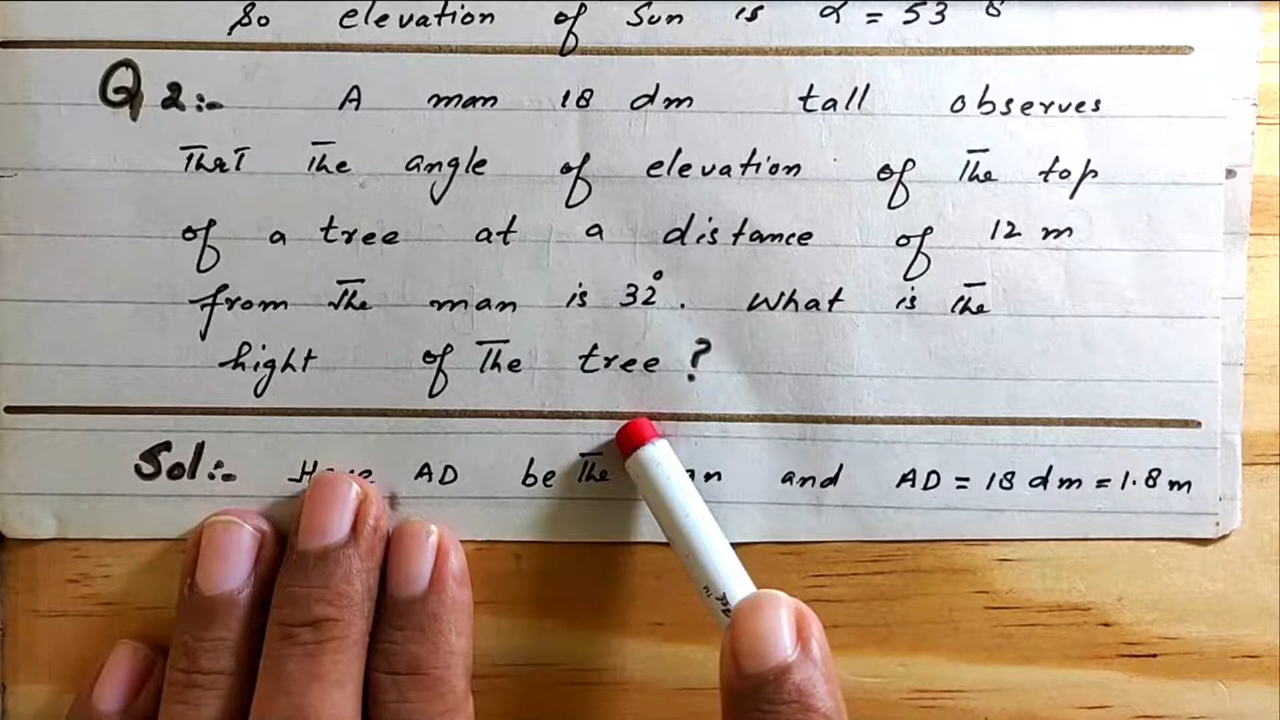 So elevation of Sun is α = 53°
Q 2:- A man 18 dm tall observes
That The angle of elevation of The top
of a tree at a distance of 12 m
from The man is 32°. What is The
hight of The tree ?
Sol:- AD be The and AD = 18 dm = 1.8 m